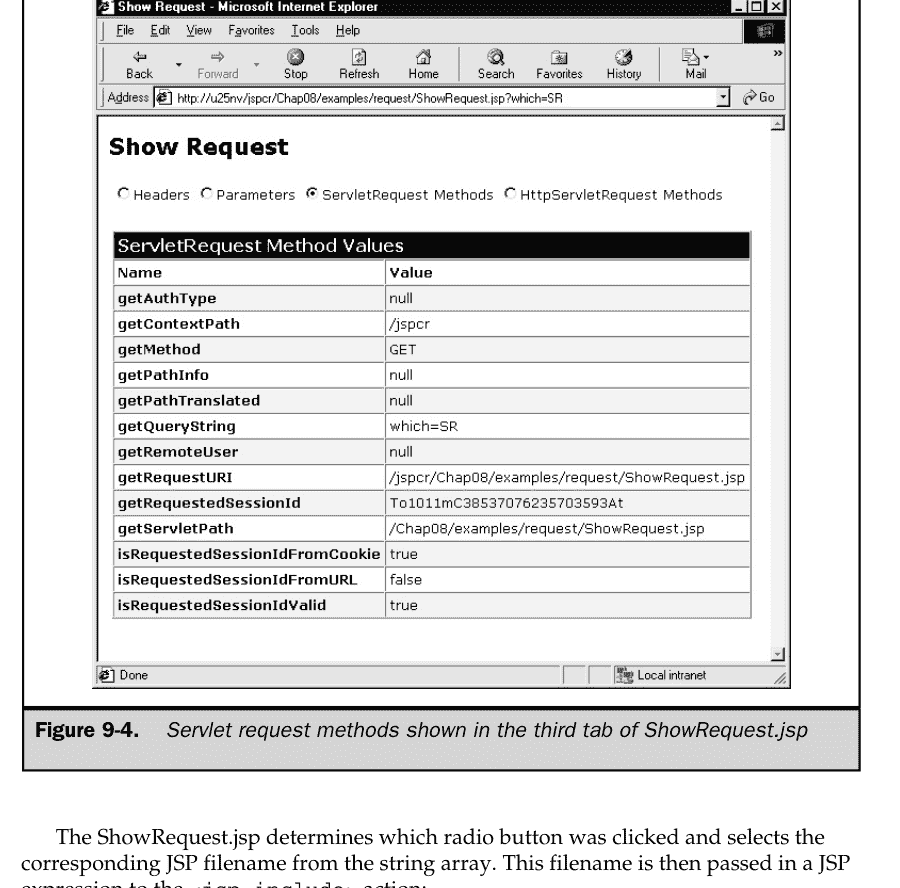 Show Request - Microsoft Internet Explorer
File Edit View Favorites Tools Help
Back Forward Stop Refresh Home Search Favorites History Mail »
Address http://u25nv/jspcr/Chap08/examples/request/ShowRequest.jsp?which=SR Go
Show Request
Headers Parameters ServletRequest Methods HttpServletRequest Methods
ServletRequest Method Values
Name Value
getAuthType null
getContextPath /jspcr
getMethod GET
getPathInfo null
getPathTranslated null
getQueryString which=SR
getRemoteUser null
getRequestURI /jspcr/Chap08/examples/request/ShowRequest.jsp
getRequestedSessionId To1011mC38537076235703593At
getServletPath /Chap08/examples/request/ShowRequest.jsp
isRequestedSessionIdFromCookie true
isRequestedSessionIdFromURL false
isRequestedSessionIdValid true
Done Local intranet
Figure 9-4. Servlet request methods shown in the third tab of ShowRequest.jsp
The ShowRequest.jsp determines which radio button was clicked and selects the
corresponding JSP filename from the string array. This filename is then passed in a JSP
expression to the <jsp:include> action: